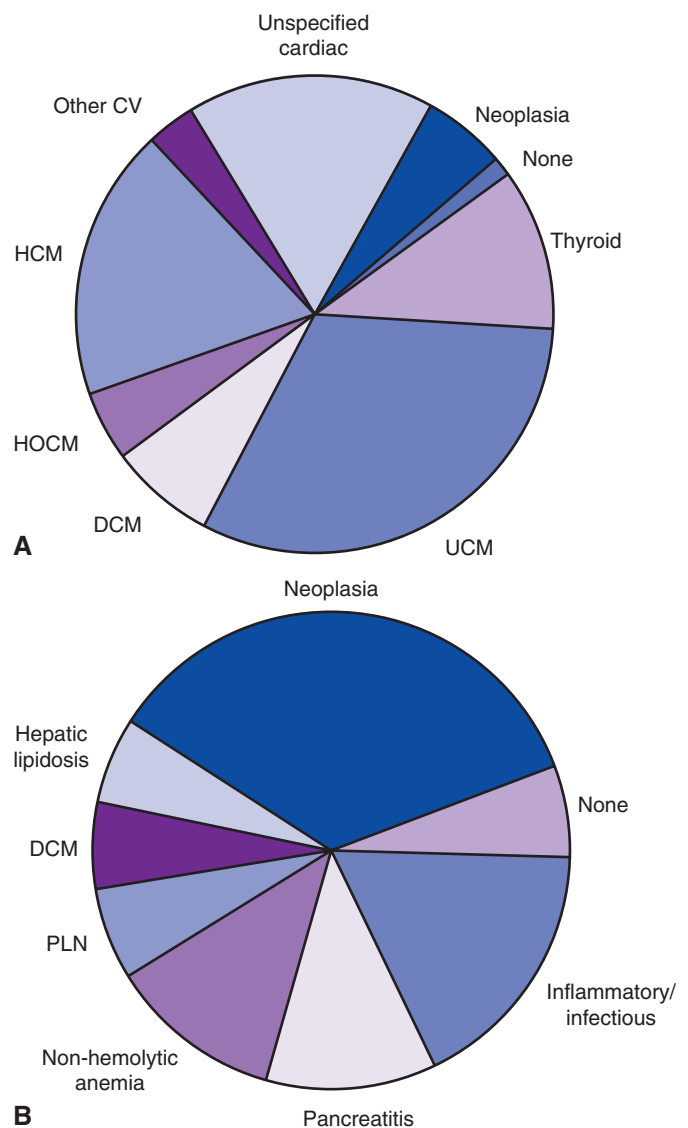 Unspecified
cardiac
Other CV
Neoplasia
None
Thyroid
HCM
HOCM
DCM
UCM
A
Neoplasia
Hepatic
lipidosis
None
DCM
PLN
Inflammatory/
infectious
Non-hemolytic
anemia
Pancreatitis
B